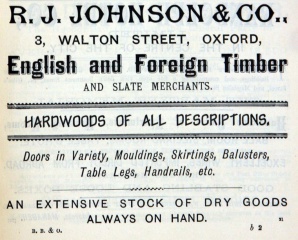 R. J. JOHNSON & CO.,
3, WALTON STREET, OXFORD,
English and Foreign Timber
AND SLATE MERCHANTS.
HARDWOODS OF ALL DESCRIPTIONS,
Doors in Variety, Mouldings, Skirtings, Balusters,
Table Legs, Handrails, etc.
AN EXTENSIVE STOCK OF DRY GOODS
ALWAYS ON HAND.
21
B. B. & O. b 2